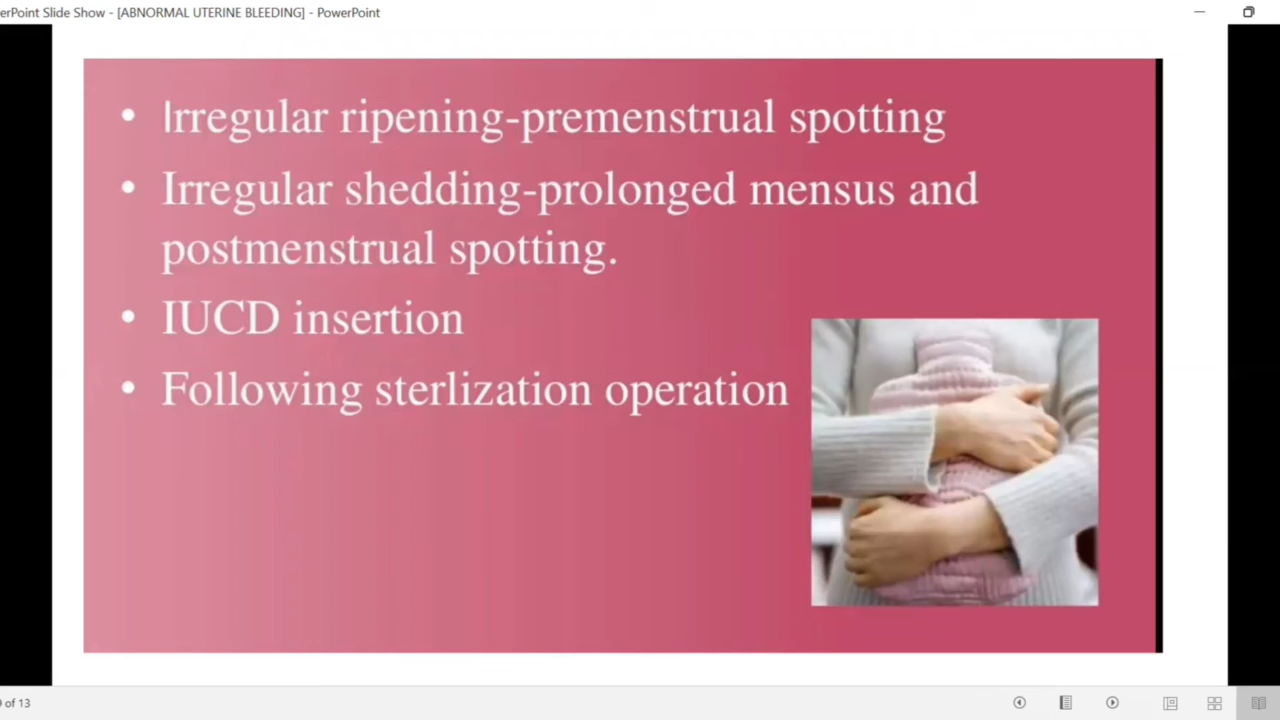 erPoint Slide Show - [ABNORMAL UTERINE BLEEDING] - PowerPoint
• Irregular ripening-premenstrual spotting
• Irregular shedding-prolonged mensus and
postmenstrual spotting.
• IUCD insertion
• Following sterlization operation
of 13